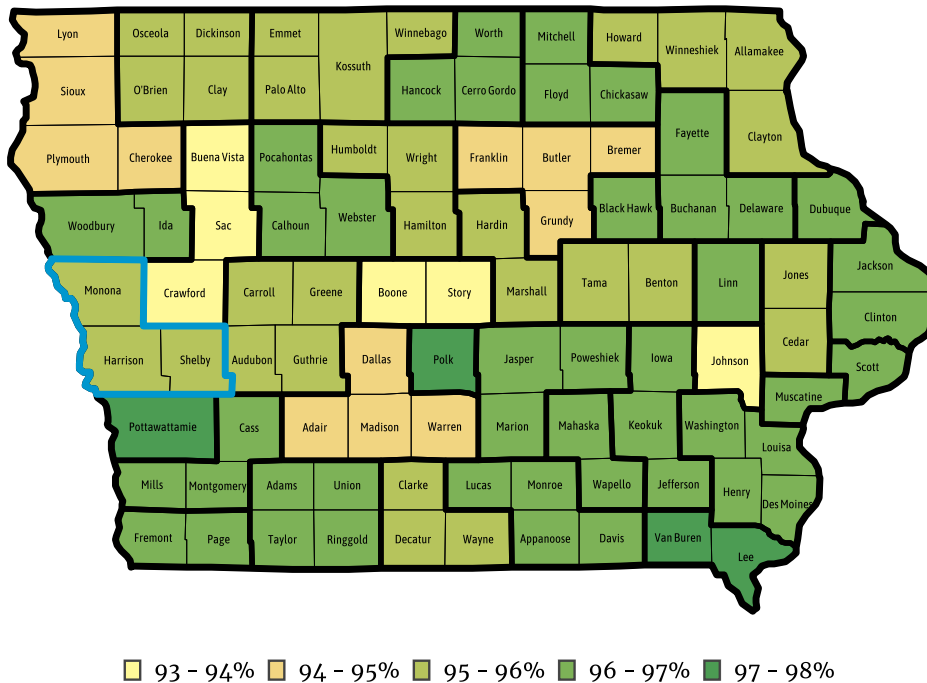 Lyon Osceola Dickinson Emmet Winnebago Worth Mitchell Howard Winneshiek Allamakee
Kossuth
Sioux O'Brien Clay Palo Alto Hancock Cerro Gordo Floyd Chickasaw
Fayette Clayton
Plymouth Cherokee Buena Vista Pocahontas Humboldt Wright Franklin Butler Bremer
Woodbury Ida Sac Calhoun Webster Hamilton Hardin Grundy Black Hawk Buchanan Delaware Dubuque
Monona Crawford Carroll Greene Boone Story Marshall Tama Benton Linn Jones Jackson
Clinton
Harrison Shelby Audubon Guthrie Dallas Polk Jasper Poweshiek Iowa Johnson Cedar Scott
Muscatine
Pottawattamie Cass Adair Madison Warren Marion Mahaska Keokuk Washington Louisa
Mills Montgomery Adams Union Clarke Lucas Monroe Wapello Jefferson Henry Des Moines
Fremont Page Taylor Ringgold Decatur Wayne Appanoose Davis Van Buren Lee
93 - 94% 94 - 95% 95 - 96% 96 - 97% 97 - 98%